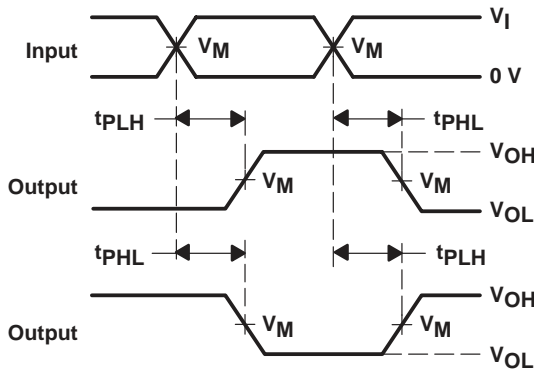 V_I
Input V_M V_M
0 V
t_PLH t_PHL
V_OH
Output V_M V_M
V_OL
t_PHL t_PLH
V_OH
Output V_M V_M
V_OL